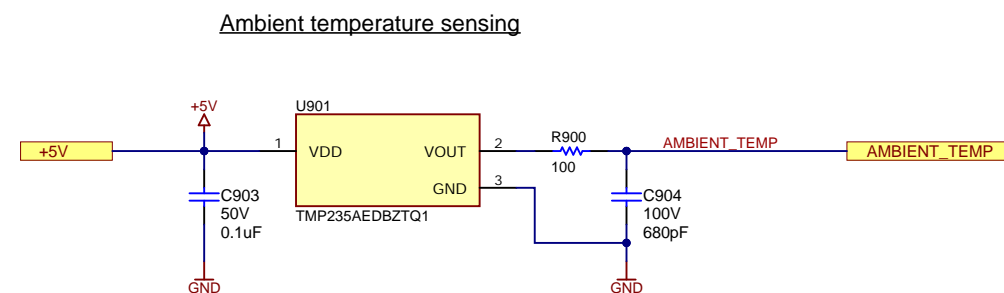 Ambient temperature sensing
+5V
+5V
U901
1
VDD
VOUT
2
GND
3
TMP235AEDBZTQ1
R900
100
AMBIENT_TEMP
AMBIENT_TEMP
C903
50V
0.1uF
C904
100V
680pF
GND
GND